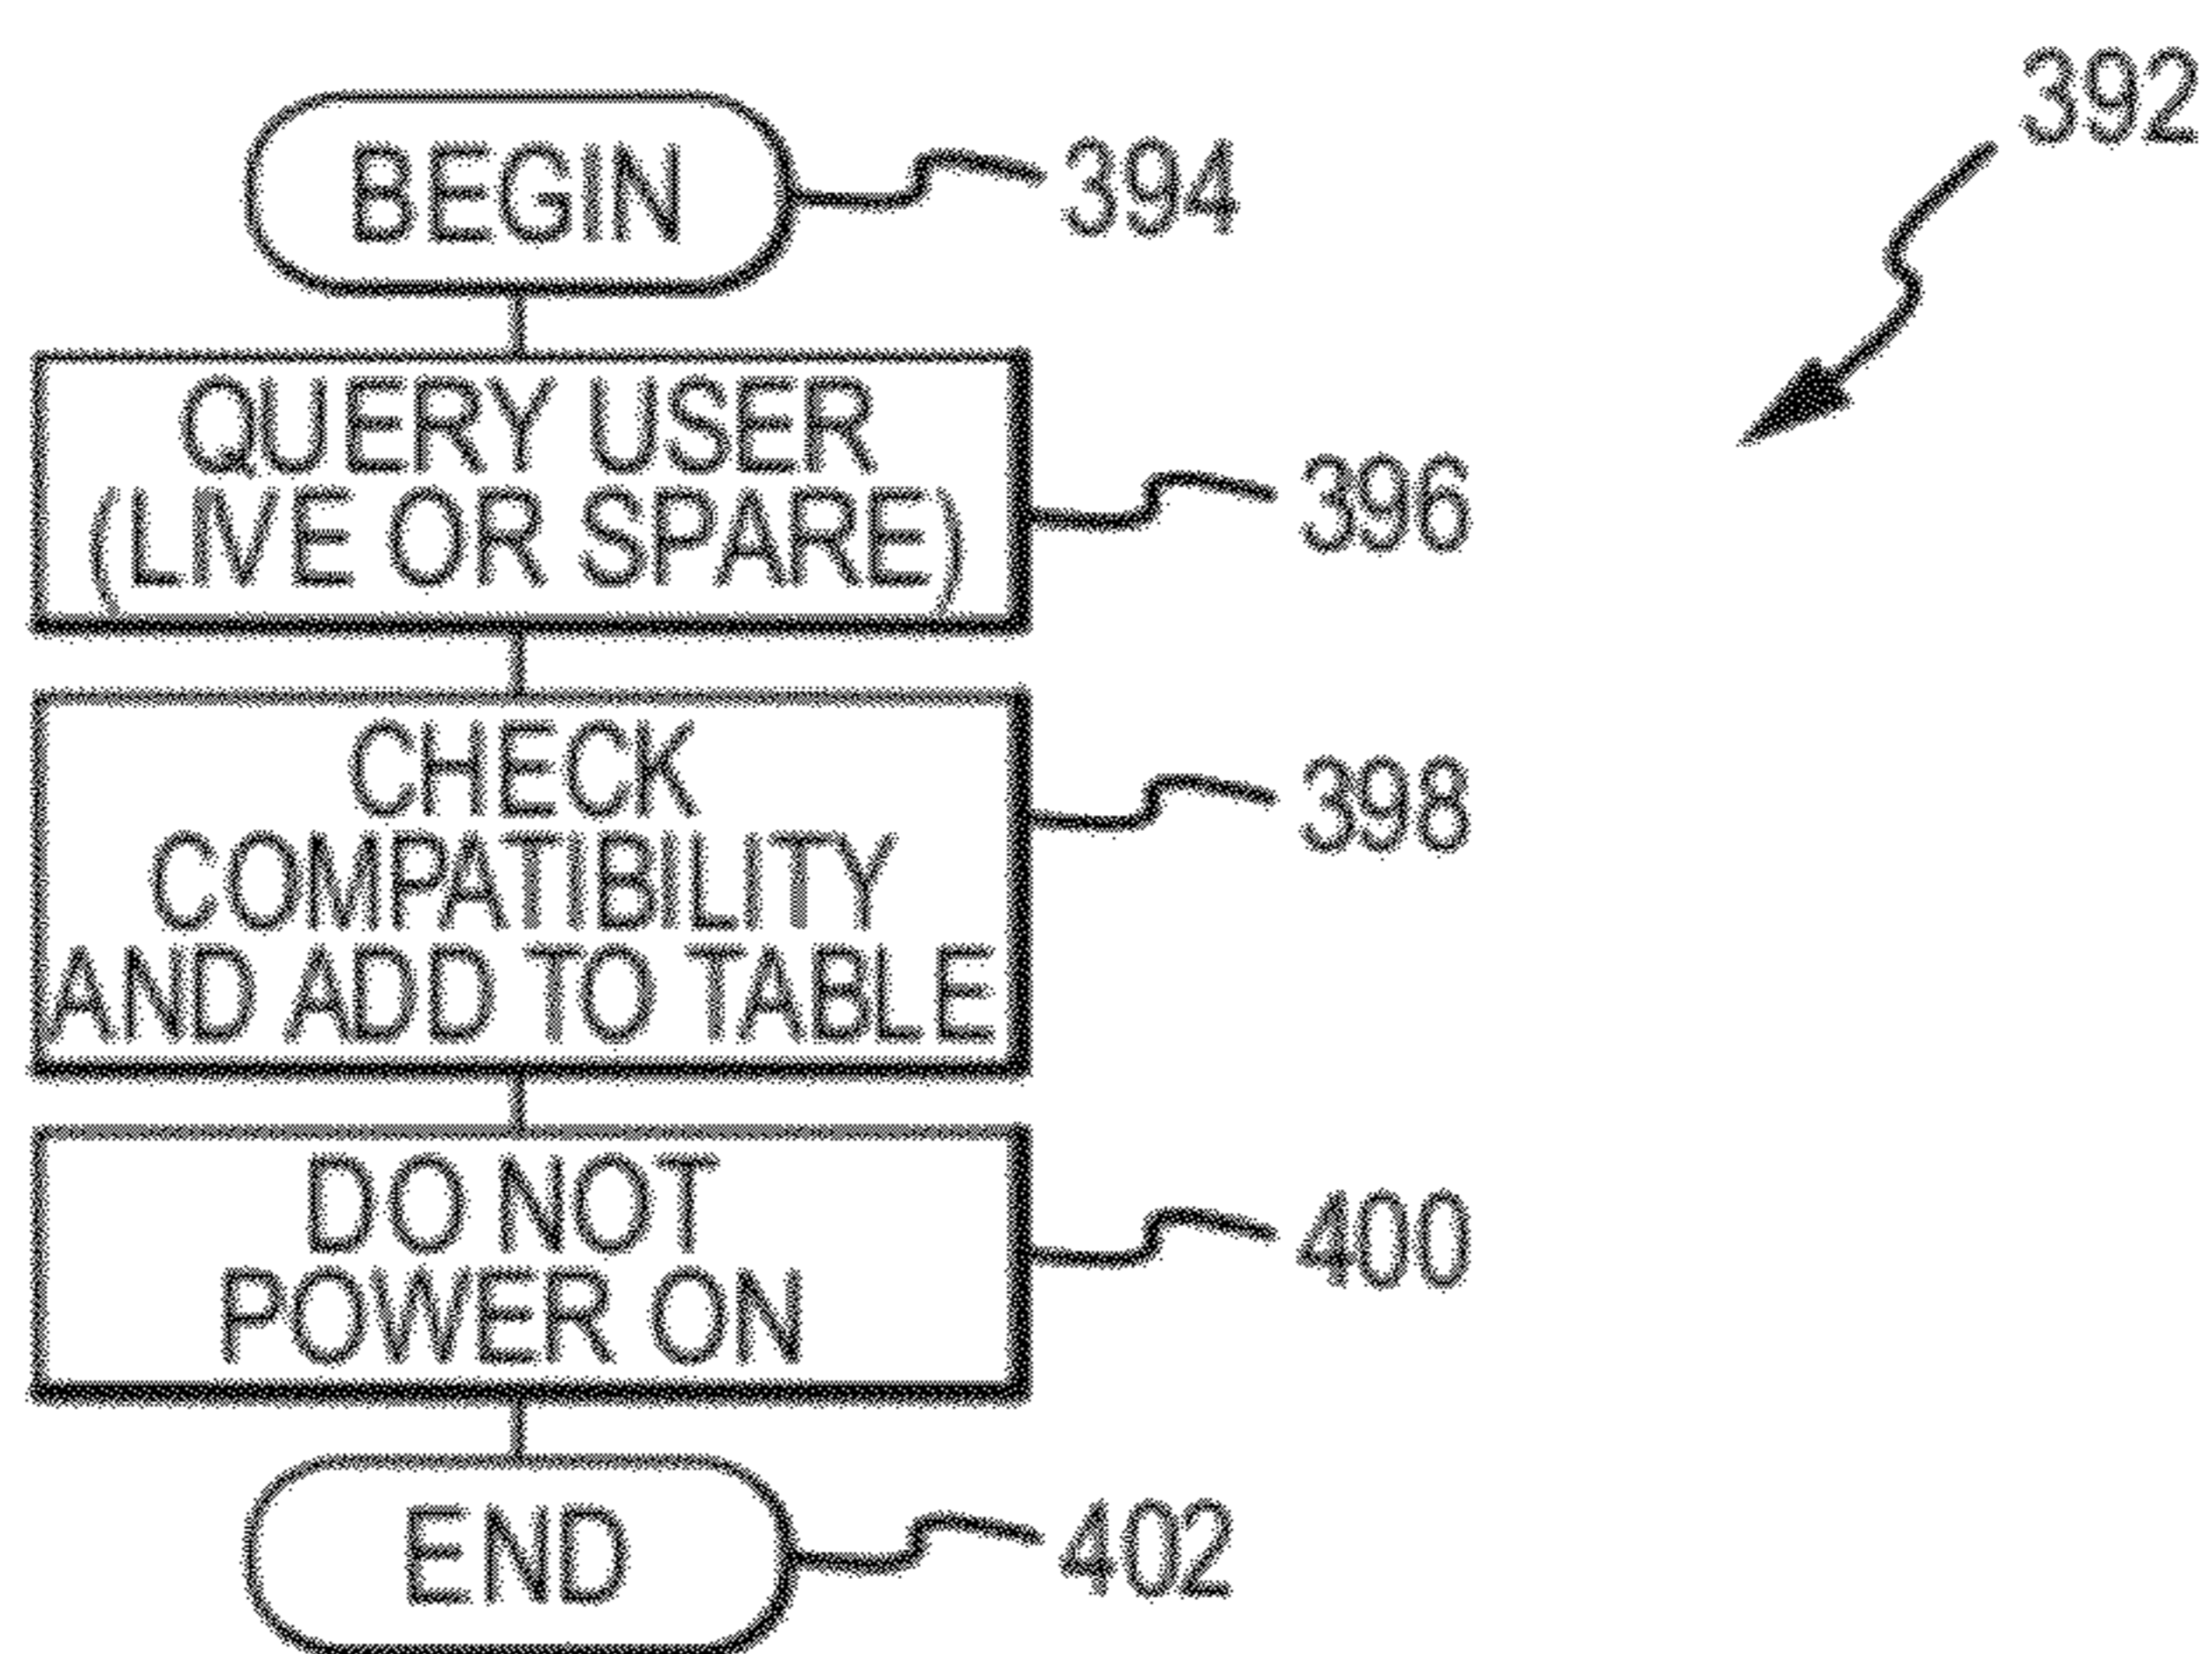 392
BEGIN
394
QUERY USER
(LIVE OR SPARE)
396
CHECK
COMPATIBILITY
AND ADD TO TABLE
398
DO NOT
POWER ON
400
END
402